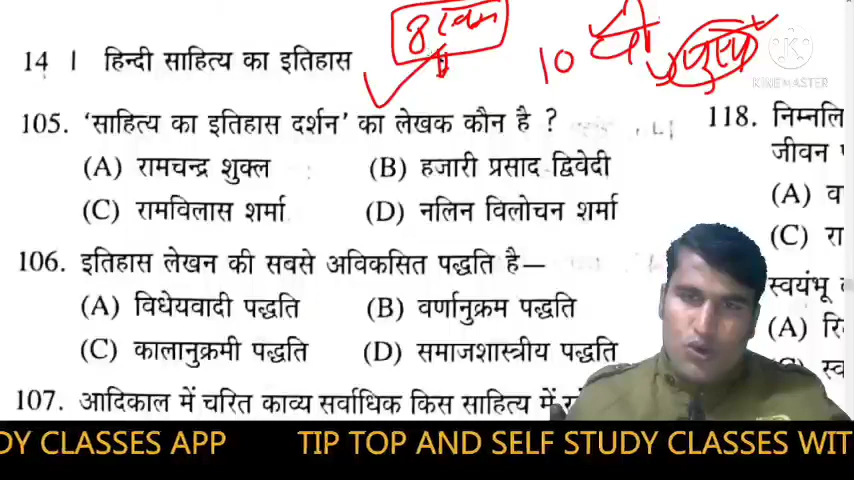 14 | हिन्दी साहित्य का इतिहास
10
KINEMASTER
105. 'साहित्य का इतिहास दर्शन' का लेखक कौन है ?
(A) रामचन्द्र शुक्ल (B) हजारी प्रसाद द्विवेदी
(C) रामविलास शर्मा (D) नलिन विलोचन शर्मा
106. इतिहास लेखन की सबसे अविकसित पद्धति है—
(A) विधेयवादी पद्धति (B) वर्णानुक्रम पद्धति
(C) कालानुक्रमी पद्धति (D) समाजशास्त्रीय पद्धति
107. आदिकाल में चरित काव्य सर्वाधिक किस साहित्य में
118. निम्नलि
जीवन
(A) व
(C) रा
स्वयंभू
(A) रि
स्व
DY CLASSES APP TIP TOP AND SELF STUDY CLASSES WIT